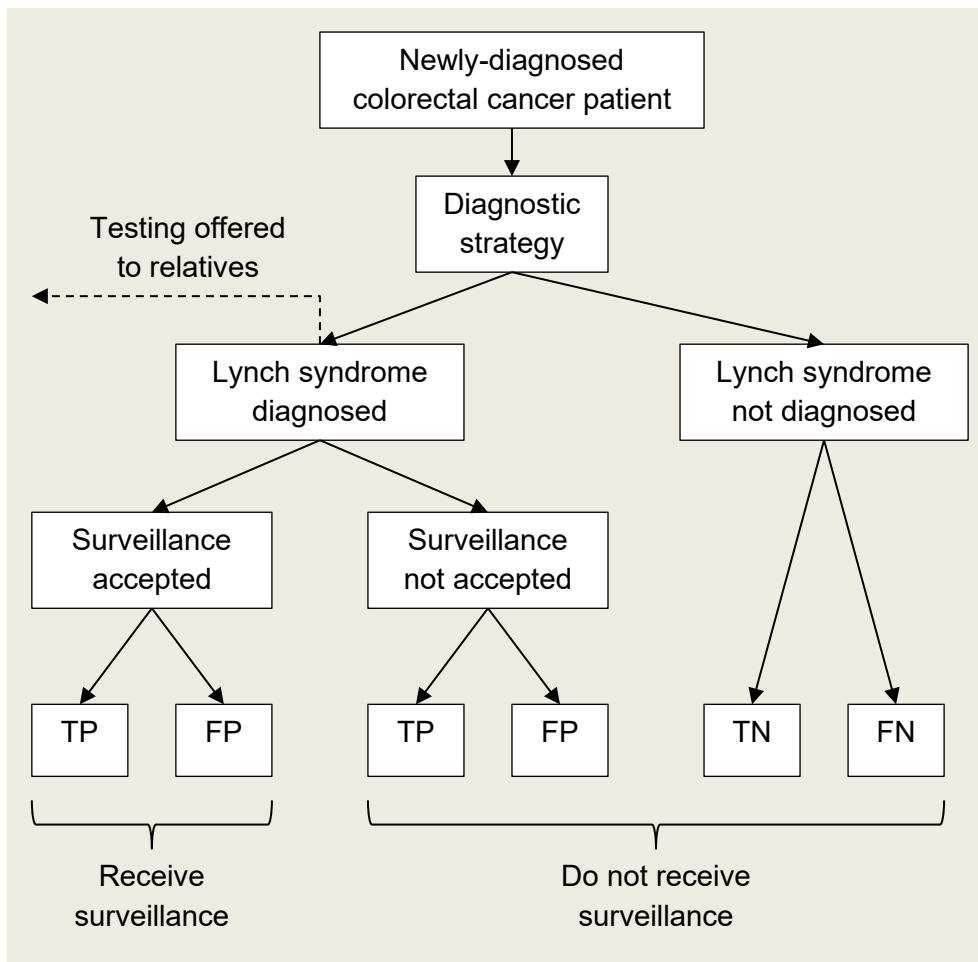 Newly-diagnosed
colorectal cancer patient
Diagnostic
strategy
Testing offered
to relatives
Lynch syndrome
diagnosed
Lynch syndrome
not diagnosed
Surveillance
accepted
Surveillance
not accepted
TP
FP
TP
FP
TN
FN
Receive
surveillance
Do not receive
surveillance